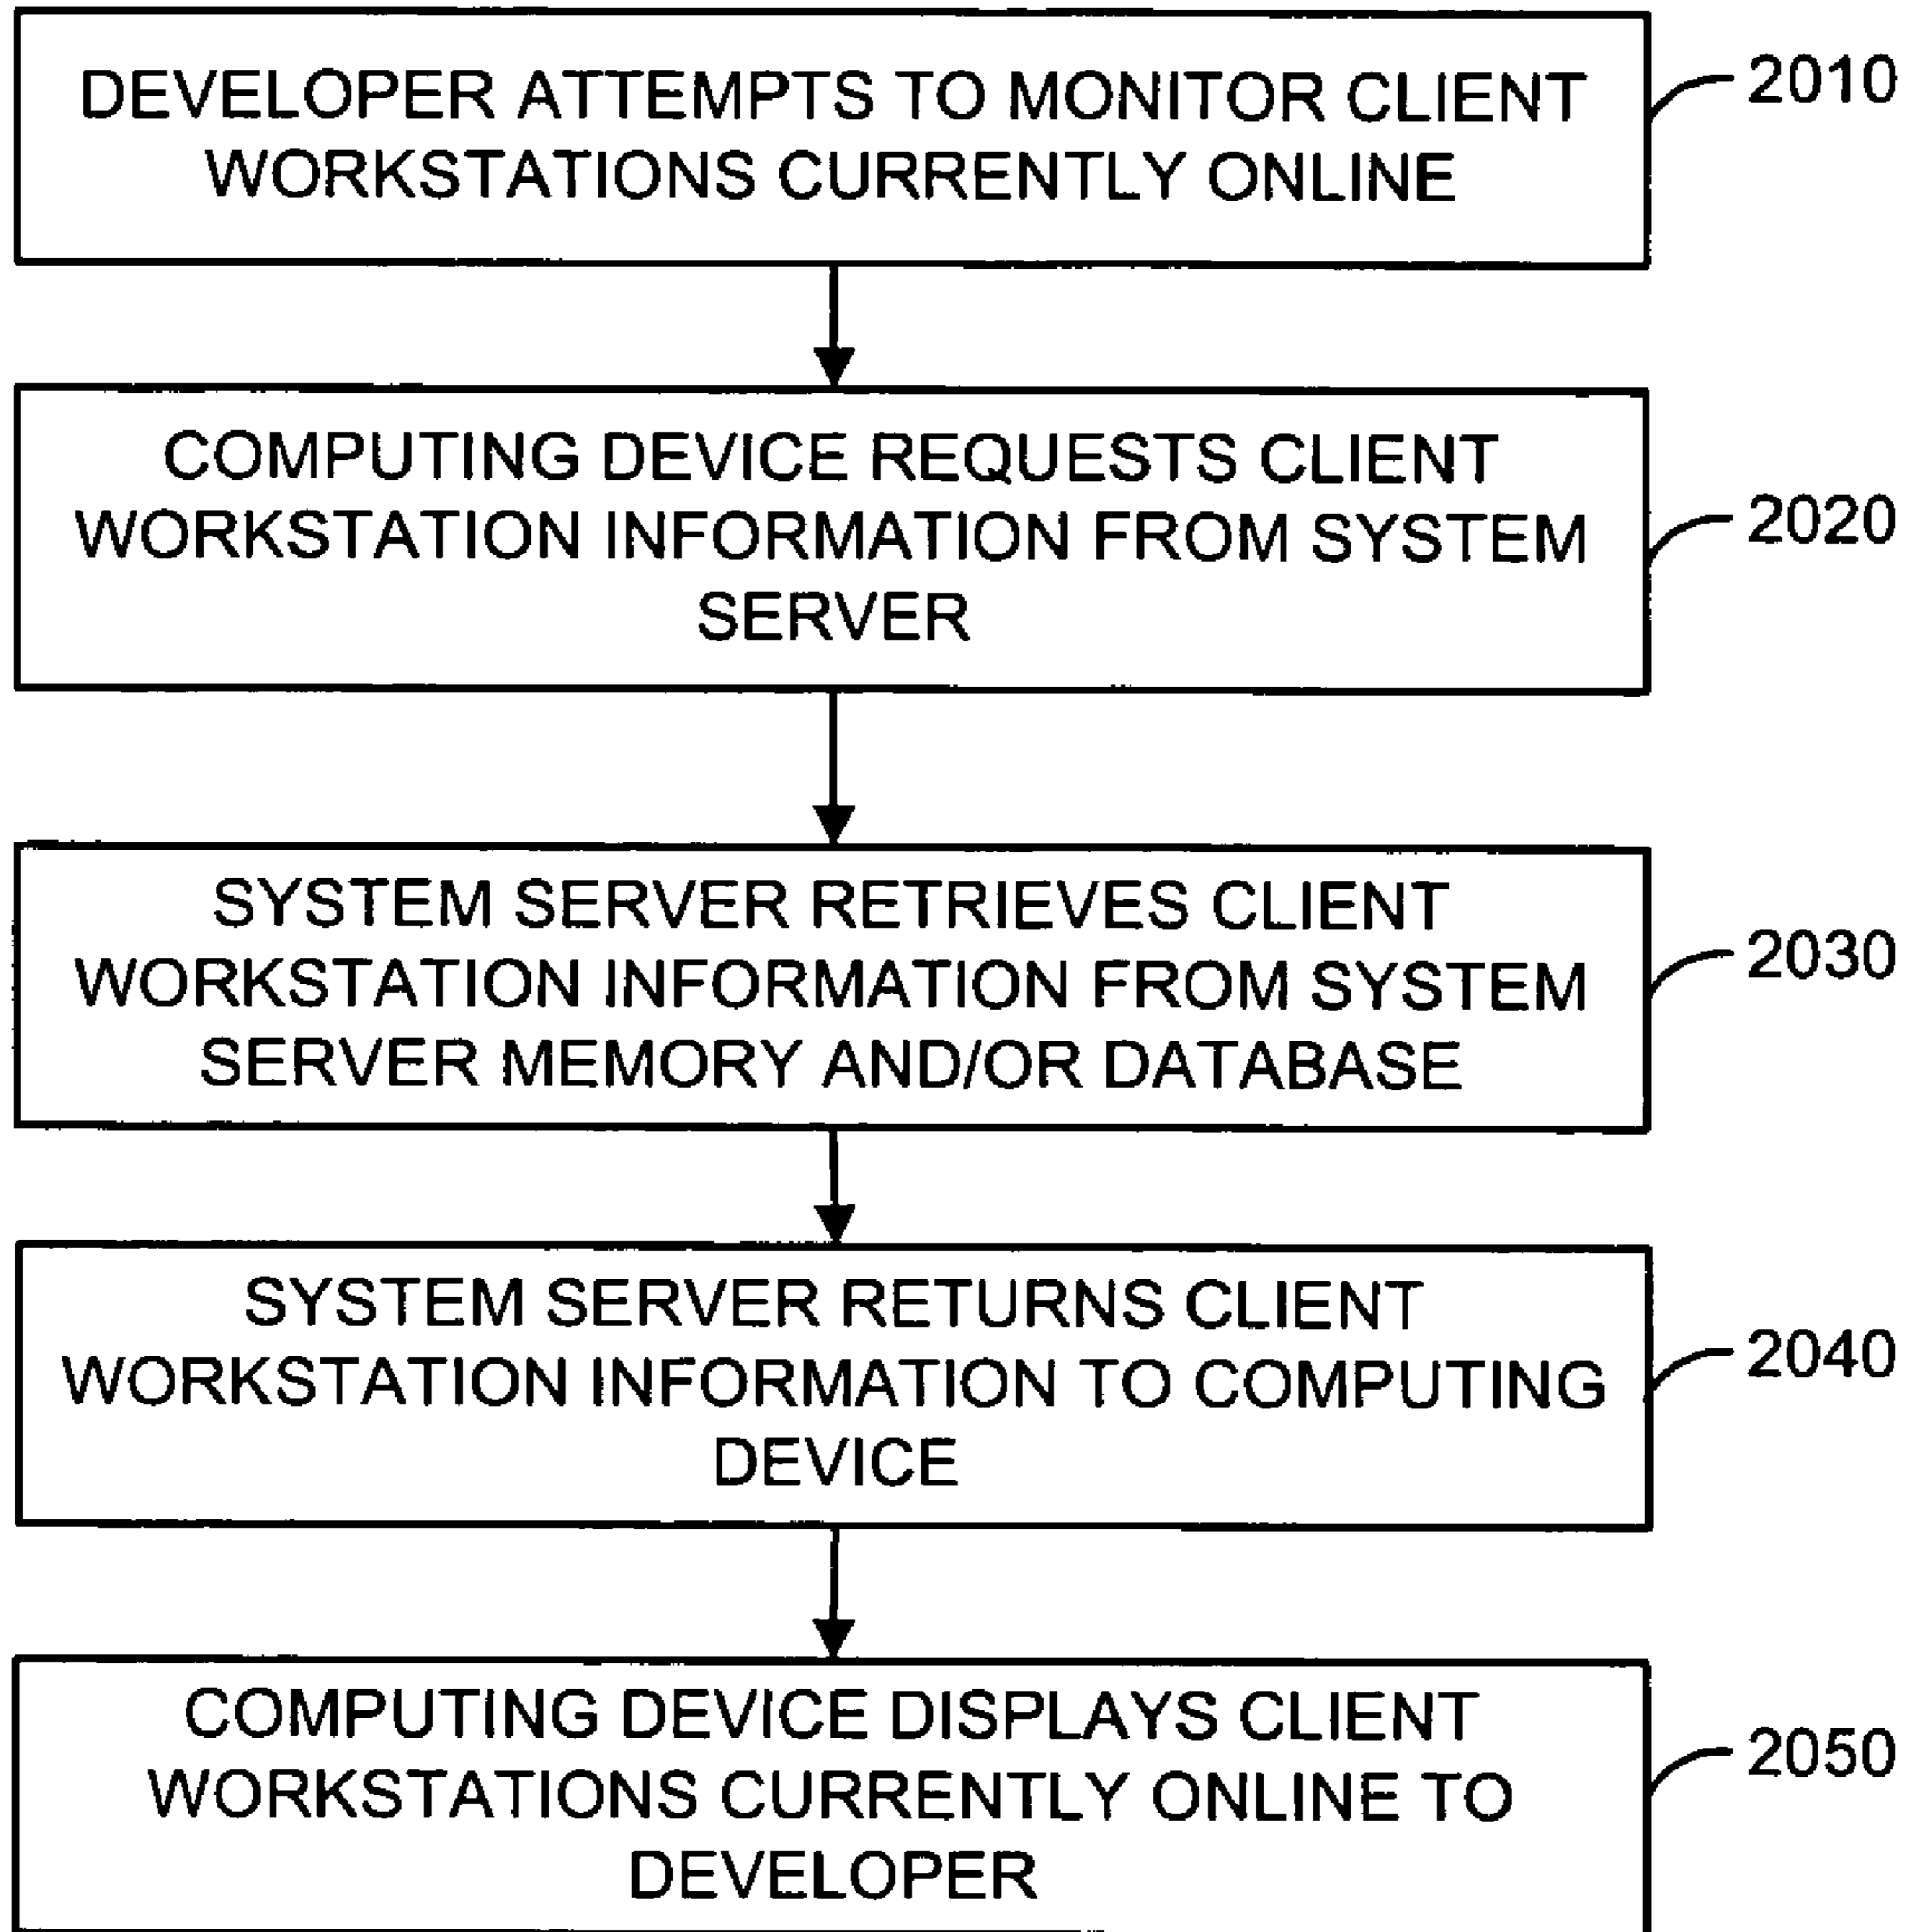 DEVELOPER ATTEMPTS TO MONITOR CLIENT
WORKSTATIONS CURRENTLY ONLINE
2010
COMPUTING DEVICE REQUESTS CLIENT
WORKSTATION INFORMATION FROM SYSTEM
SERVER
2020
SYSTEM SERVER RETRIEVES CLIENT
WORKSTATION INFORMATION FROM SYSTEM
SERVER MEMORY AND/OR DATABASE
2030
SYSTEM SERVER RETURNS CLIENT
WORKSTATION INFORMATION TO COMPUTING
DEVICE
2040
COMPUTING DEVICE DISPLAYS CLIENT
WORKSTATIONS CURRENTLY ONLINE TO
DEVELOPER
2050